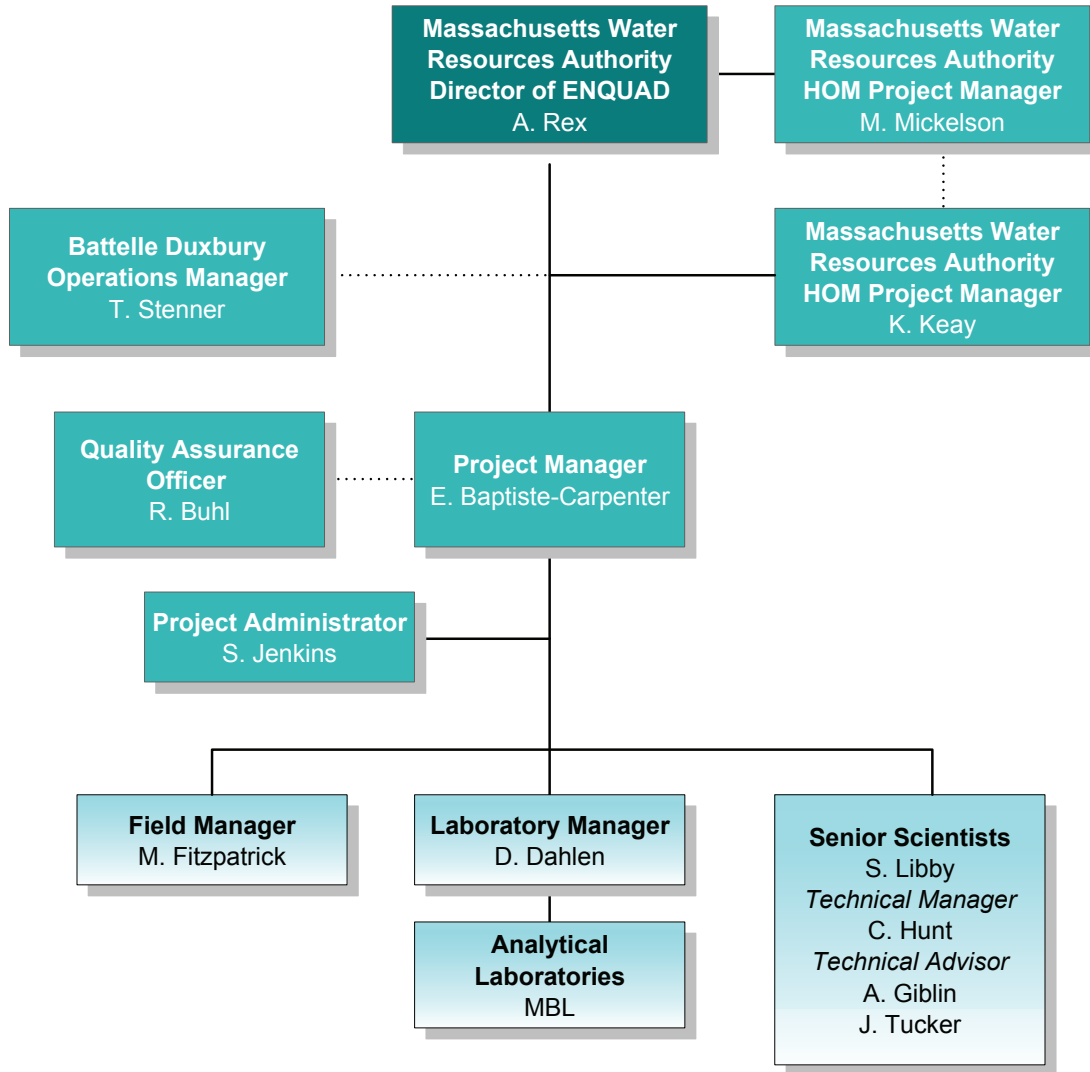 Massachusetts Water
Resources Authority
Director of ENQUAD
A. Rex
Massachusetts Water
Resources Authority
HOM Project Manager
M. Mickelson
Battelle Duxbury
Operations Manager
T. Stenner
Massachusetts Water
Resources Authority
HOM Project Manager
K. Keay
Quality Assurance
Officer
R. Buhl
Project Manager
E. Baptiste-Carpenter
Project Administrator
S. Jenkins
Field Manager
M. Fitzpatrick
Laboratory Manager
D. Dahlen
Analytical
Laboratories
MBL
Senior Scientists
S. Libby
Technical Manager
C. Hunt
Technical Advisor
A. Giblin
J. Tucker